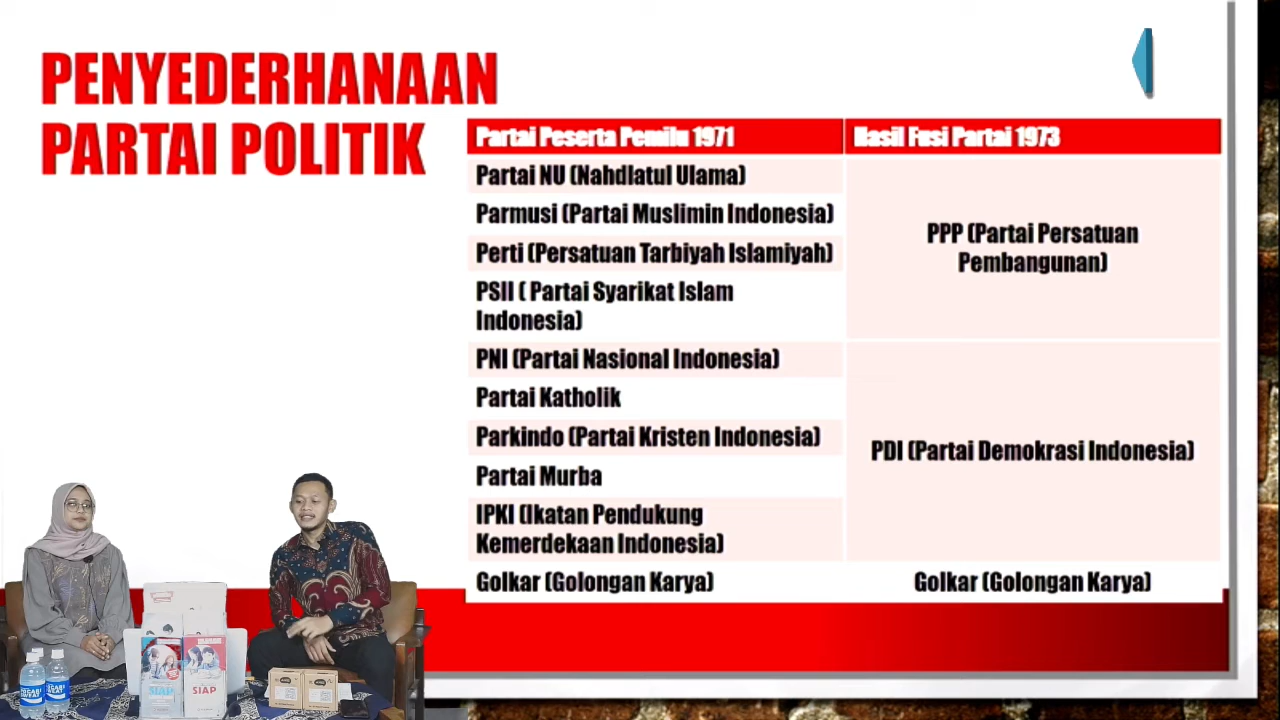 PENYEDERHANAAN
PARTAI POLITIK
Partai Peserta Pemilu 1971
Hasil Fusi Partai 1973
Partai NU (Nahdlatul Ulama)
Parmusi (Partai Muslimin Indonesia)
Perti (Persatuan Tarbiyah Islamiyah)
PSII ( Partai Syarikat Islam
Indonesia)
PPP (Partai Persatuan
Pembangunan)
PNI (Partai Nasional Indonesia)
Partai Katholik
Parkindo (Partai Kristen Indonesia)
Partai Murba
IPKI (Ikatan Pendukung
Kemerdekaan Indonesia)
PDI (Partai Demokrasi Indonesia)
Golkar (Golongan Karya)
Golkar (Golongan Karya)
SIAP
SIAP